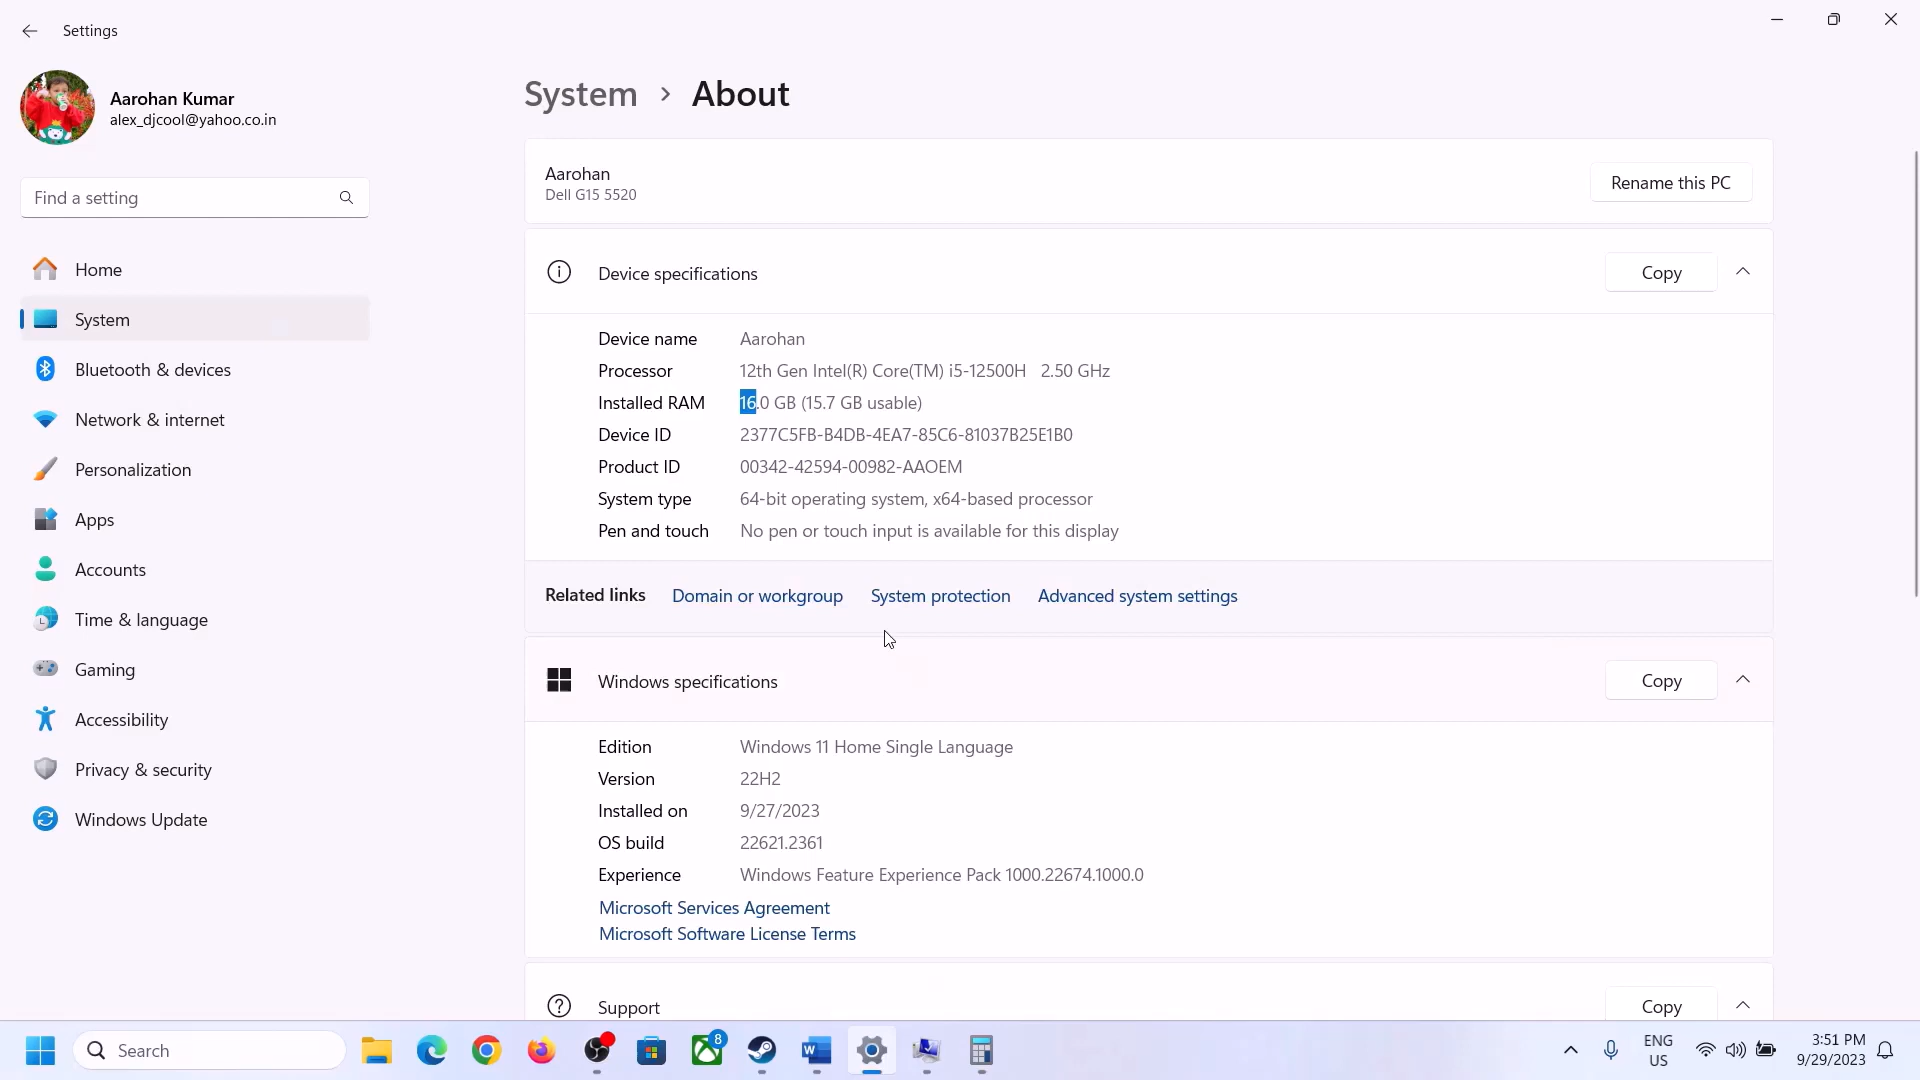 Settings
Aarohan Kumar
alex_djcool@yahoo.co.in
Find a setting
Home
System
Bluetooth & devices
Network & internet
Personalization
Apps
Accounts
Time & language
Gaming
Accessibility
Privacy & security
Windows Update
System > About
Aarohan
Dell G15 5520
Rename this PC
Device specifications
Copy
Device name Aarohan
Processor 12th Gen Intel(R) Core(TM) i5-12500H 2.50 GHz
Installed RAM 16.0 GB (15.7 GB usable)
Device ID 2377C5FB-B4DB-4EA7-85C6-81037B25E1B0
Product ID 00342-42594-00982-AAOEM
System type 64-bit operating system, x64-based processor
Pen and touch No pen or touch input is available for this display
Related links Domain or workgroup System protection Advanced system settings
Windows specifications
Copy
Edition Windows 11 Home Single Language
Version 22H2
Installed on 9/27/2023
OS build 22621.2361
Experience Windows Feature Experience Pack 1000.22674.1000.0
Microsoft Services Agreement
Microsoft Software License Terms
Support
Copy
Search
8
ENG
US
3:51 PM
9/29/2023